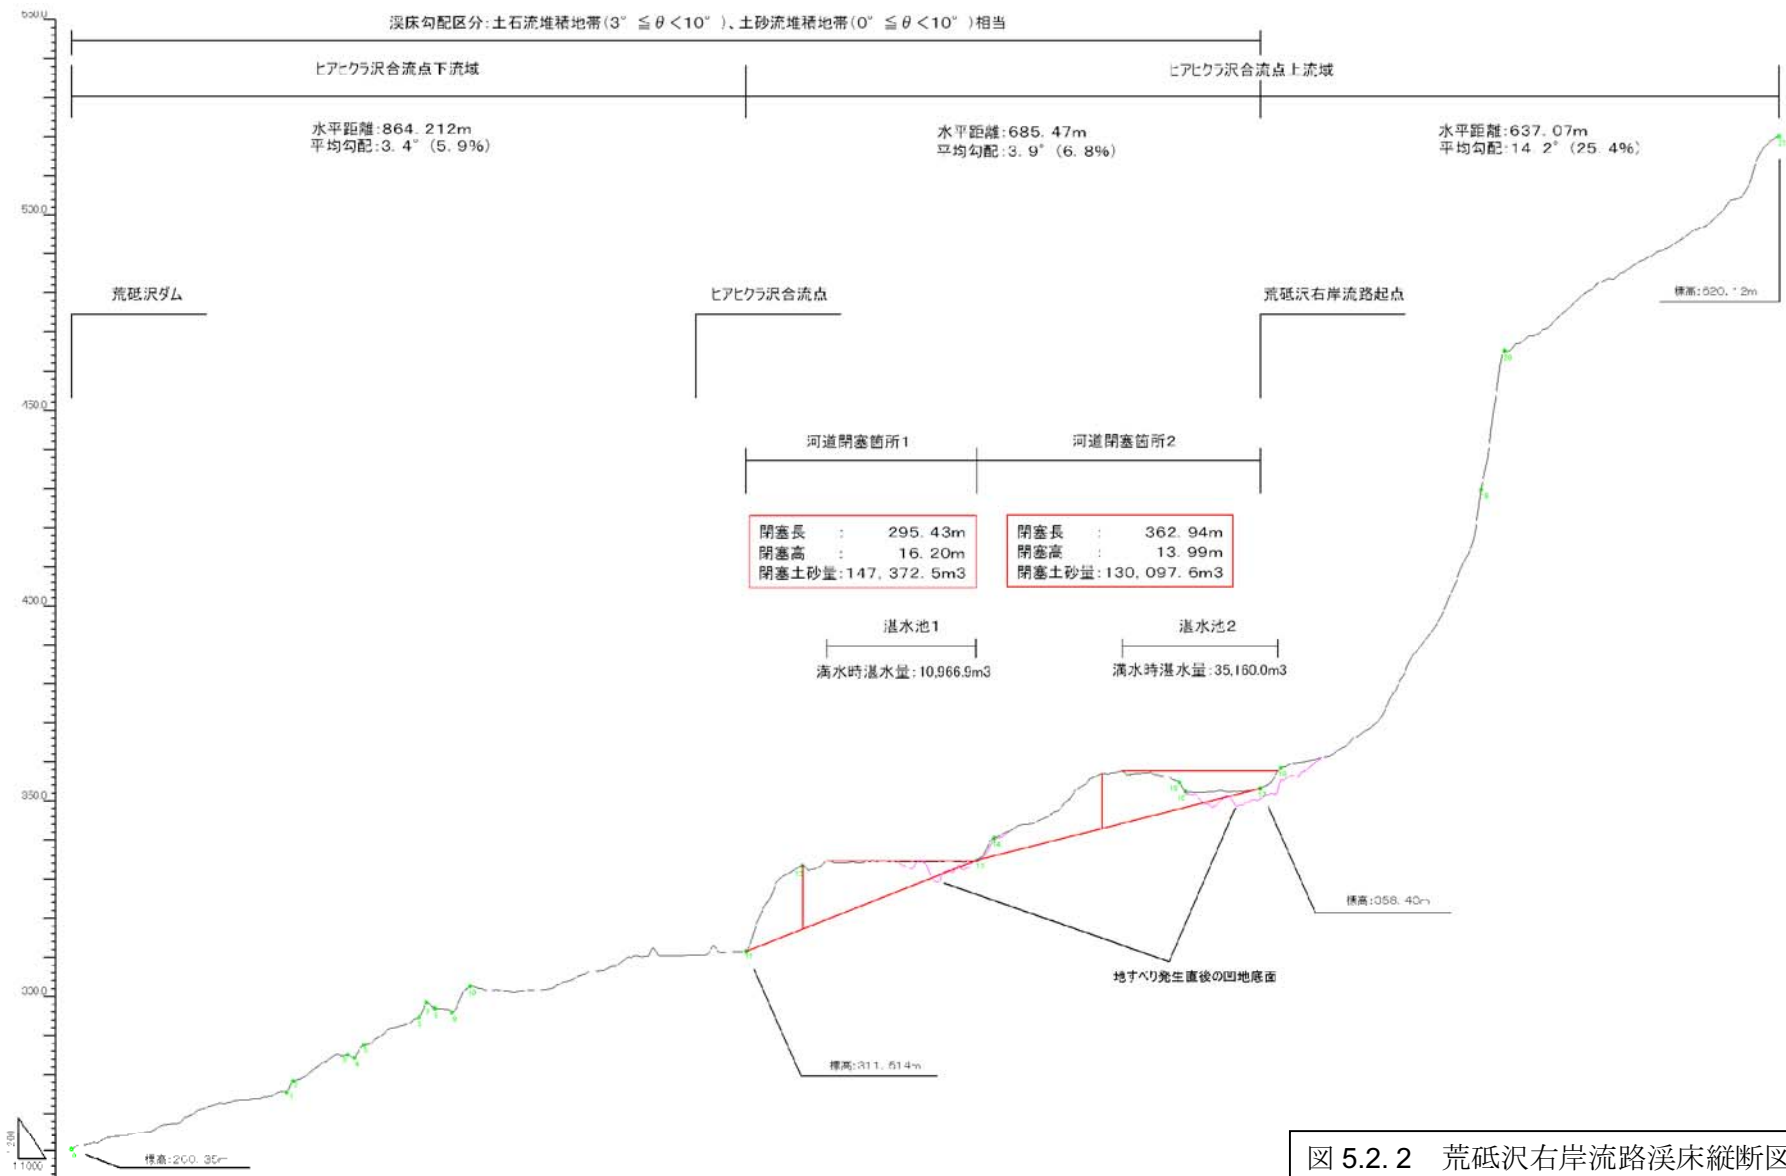 渓床勾配区分:土石流堆積地帯(3°≦θ<10°)、土砂流堆積地帯(0°≦θ<10°)相当
ヒアヒクラ沢合流点下流域
ヒアヒクラ沢合流点上流域
水平距離:864.212m
平均勾配:3.4°(5.9%)
水平距離:685.47m
平均勾配:3.9°(6.8%)
水平距離:637.07m
平均勾配:14.2°(25.4%)
550.0
500.0
450.0
400.0
350.0
300.0
荒砥沢ダム
ヒアヒクラ沢合流点
荒砥沢右岸流路起点
標高:520.12m
河道閉塞箇所1
河道閉塞箇所2
閉塞長 : 295.43m
閉塞高 : 16.20m
閉塞土砂量:147,372.5m3
閉塞長 : 362.94m
閉塞高 : 13.99m
閉塞土砂量:130,097.6m3
湛水池1
満水時湛水量:10,966.9m3
湛水池2
満水時湛水量:35,160.0m3
標高:358.40m
地すべり発生直後の凹地底面
標高:311.514m
標高:260.35m
1:1000
図 5.2.2 荒砥沢右岸流路渓床縦断図